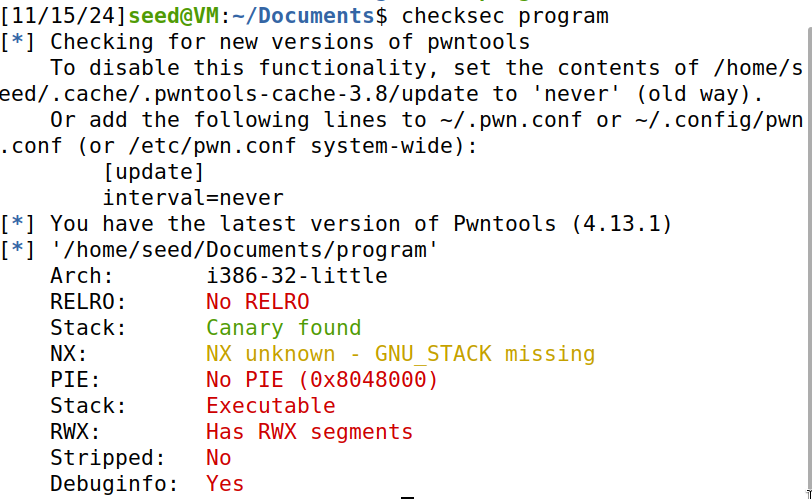 [11/15/24]seed@VM:~/Documents$ checksec program
[*] Checking for new versions of pwntools
    To disable this functionality, set the contents of /home/s
eed/.cache/.pwntools-cache-3.8/update to 'never' (old way).
    Or add the following lines to ~/.pwn.conf or ~/.config/pwn
.conf (or /etc/pwn.conf system-wide):
        [update]
        interval=never
[*] You have the latest version of Pwntools (4.13.1)
[*] '/home/seed/Documents/program'
    Arch:       i386-32-little
    RELRO:      No RELRO
    Stack:      Canary found
    NX:         NX unknown - GNU_STACK missing
    PIE:        No PIE (0x8048000)
    Stack:      Executable
    RWX:        Has RWX segments
    Stripped:   No
    Debuginfo:  Yes